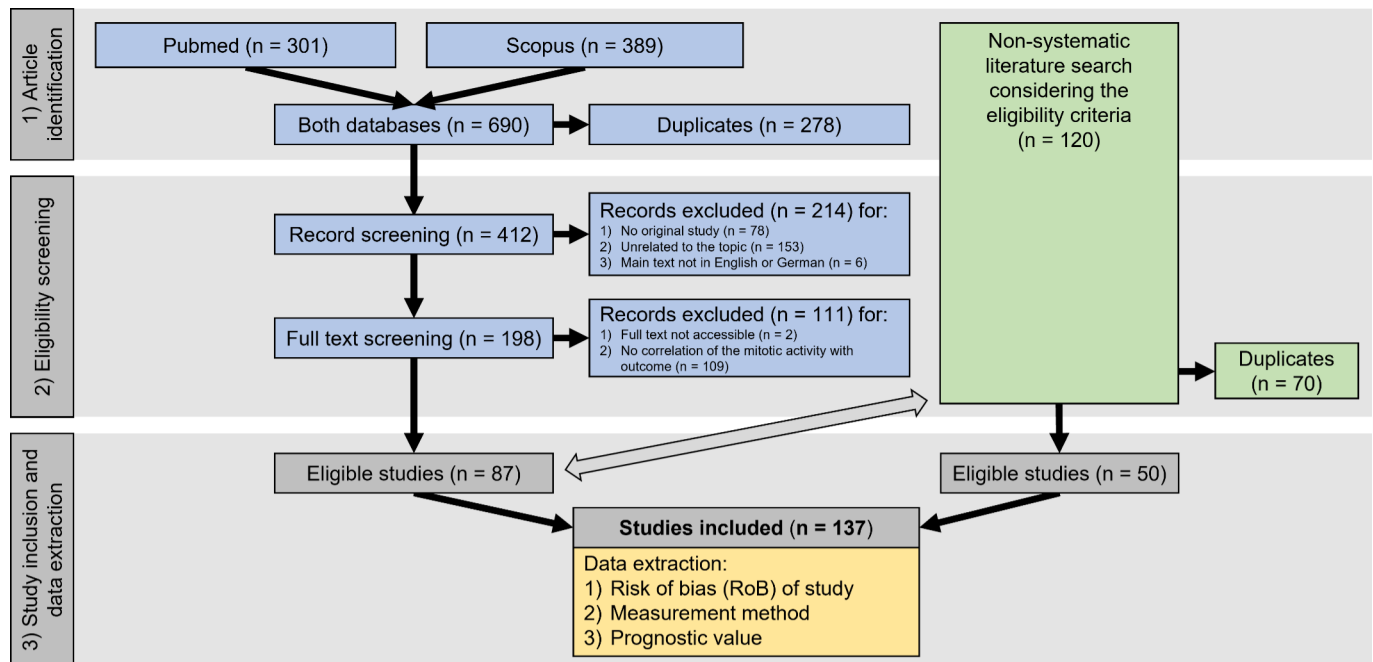 1) Article
identification
Pubmed (n = 301)
Scopus (n = 389)
Both databases (n = 690)
Duplicates (n = 278)
Non-systematic
literature search
considering the
eligibility criteria
(n = 120)
2) Eligibility screening
Record screening (n = 412)
Records excluded (n = 214) for:
1) No original study (n = 78)
2) Unrelated to the topic (n = 153)
3) Main text not in English or German (n = 6)
Full text screening (n = 198)
Records excluded (n = 111) for:
1) Full text not accessible (n = 2)
2) No correlation of the mitotic activity with
outcome (n = 109)
Duplicates
(n = 70)
3) Study inclusion and
data extraction
Eligible studies (n = 87)
Eligible studies (n = 50)
Studies included (n = 137)
Data extraction:
1) Risk of bias (RoB) of study
2) Measurement method
3) Prognostic value